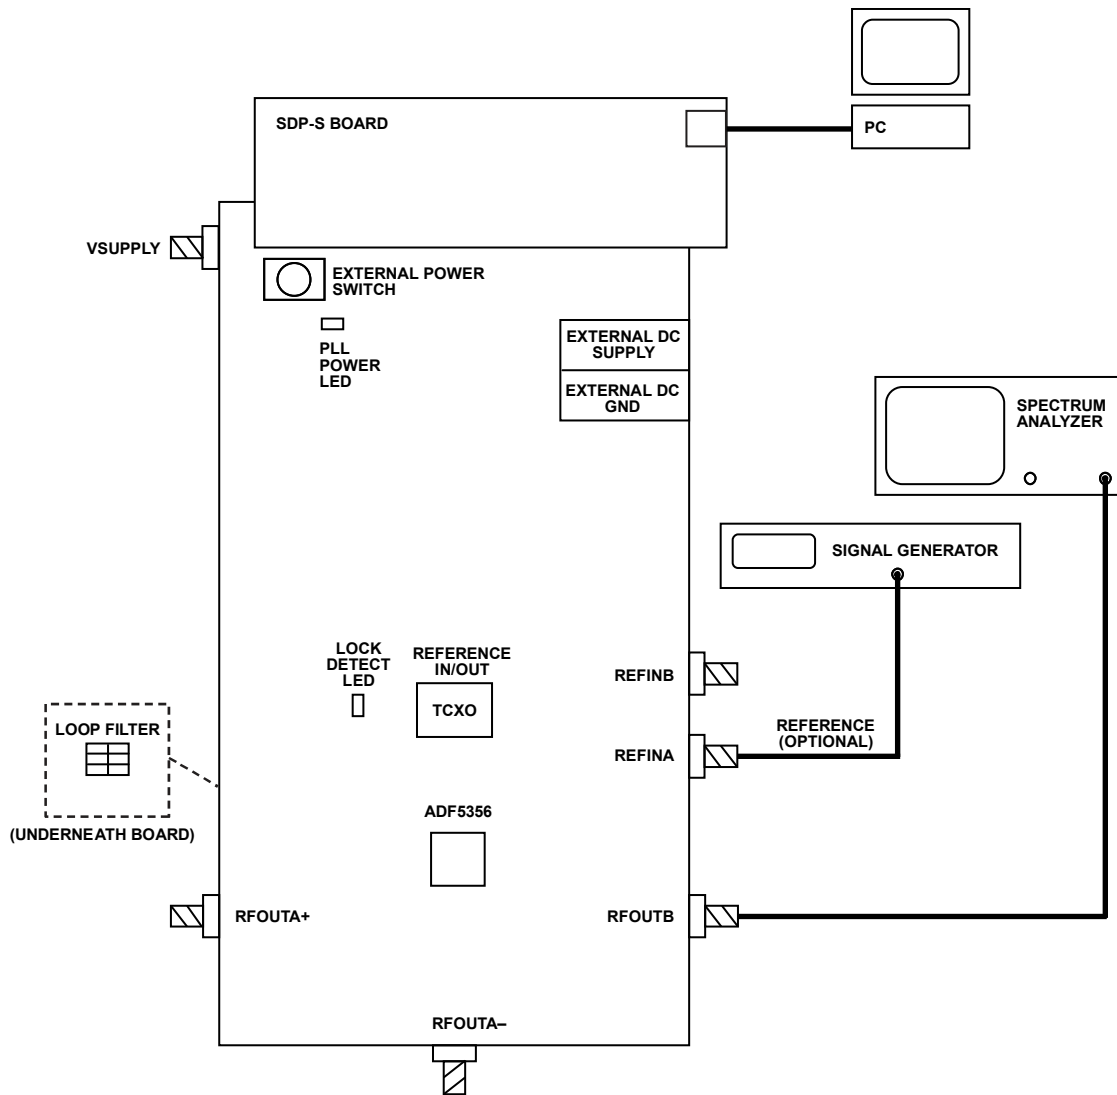 SDP-S BOARD
PC
VSUPPLY
EXTERNAL POWER
SWITCH
PLL
POWER
LED
EXTERNAL DC
SUPPLY
EXTERNAL DC
GND
SPECTRUM
ANALYZER
SIGNAL GENERATOR
LOCK
DETECT
LED
REFERENCE
IN/OUT
TCXO
REFINB
REFERENCE
(OPTIONAL)
REFINA
LOOP FILTER
(UNDERNEATH BOARD)
ADF5356
RFOUTA+
RFOUTB
RFOUTA–